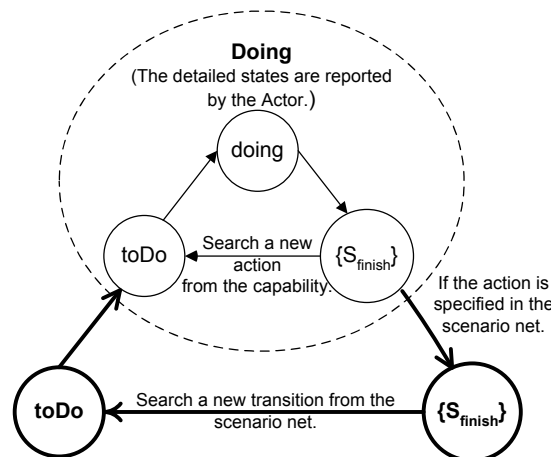 Doing
(The detailed states are reported
by the Actor.)
doing
toDo
Search a new
action
from the capability.
{S_finish}
If the action is
specified in the
scenario net.
toDo
Search a new transition from the
scenario net.
{S_finish}